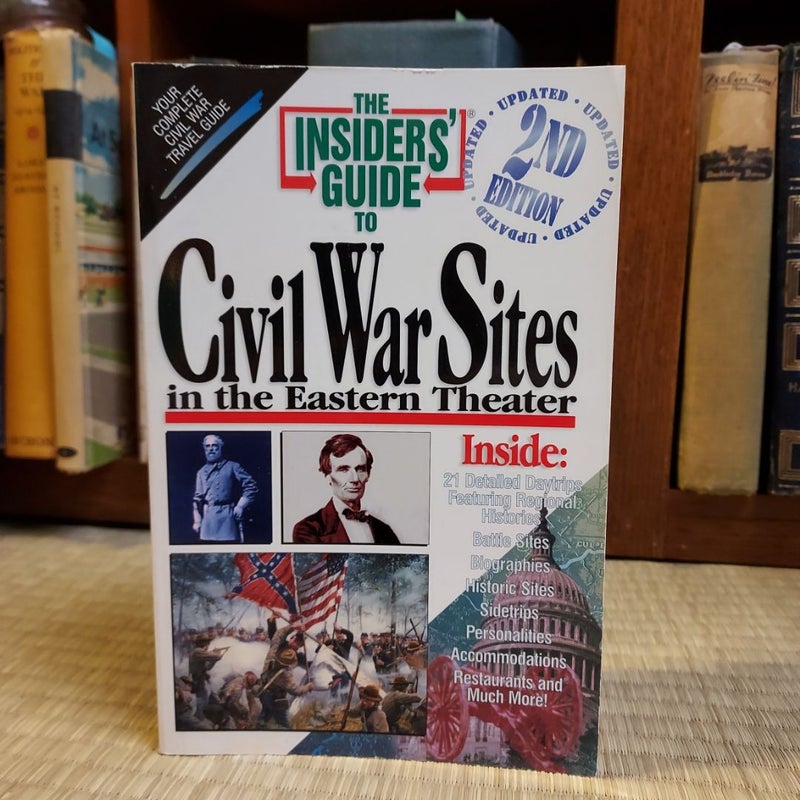 YOUR
COMPLETE
CIVIL WAR
TRAVEL GUIDE
THE
INSIDERS'®
GUIDE
TO
UPDATED • UPDATED • UPDATED • UPDATED • UPDATED •
2ND
EDITION
Civil War Sites
in the Eastern Theater
Inside:
21 Detailed Daytrips
Featuring Regional
Histories
Battle Sites
Biographies
Historic Sites
Sidetrips
Personalities
Accommodations
Restaurants and
Much More!